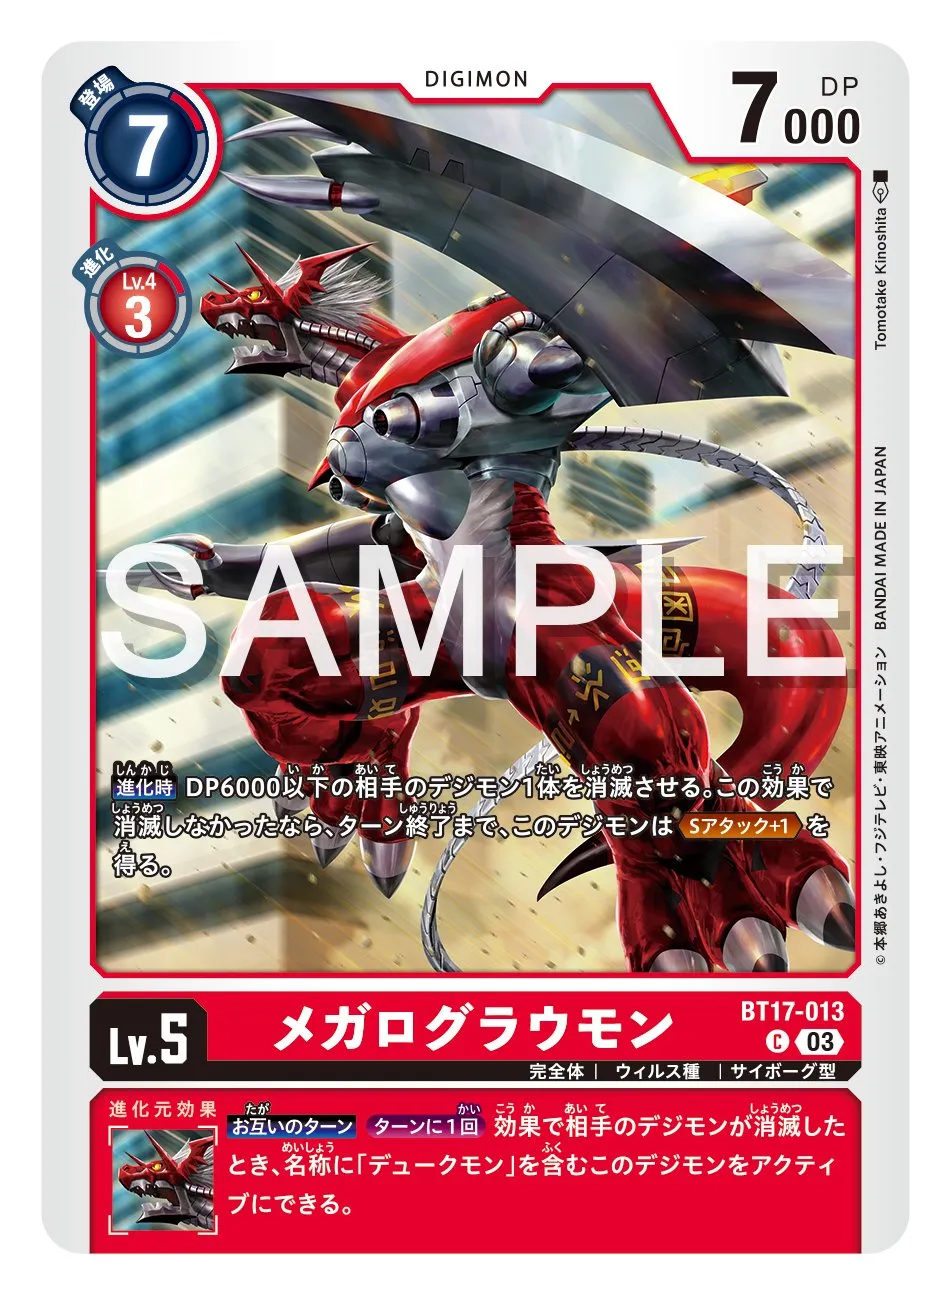 DIGIMON
登場
7
7000
DP
進化
Lv.4
3
Tomotake Kinoshita
SAMPLE
進化時 DP6000以下の相手のデジモン1体を消滅させる。この効果で
消滅しなかったなら、ターン終了まで、このデジモンは Sアタック+1 を
得る。
©本郷あきよし・フジテレビ・東映アニメーション BANDAI MADE IN JAPAN
Lv.5
メガログラウモン
BT17-013
C 03
完全体 | ウィルス種 | サイボーグ型
進化元効果
お互いのターン ターンに1回 効果で相手のデジモンが消滅した
とき、名称に「デュークモン」を含むこのデジモンをアクティ
ブにできる。